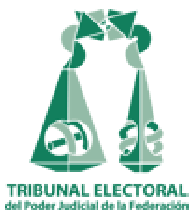 TRIBUNAL ELECTORAL
del Poder Judicial de la Federación